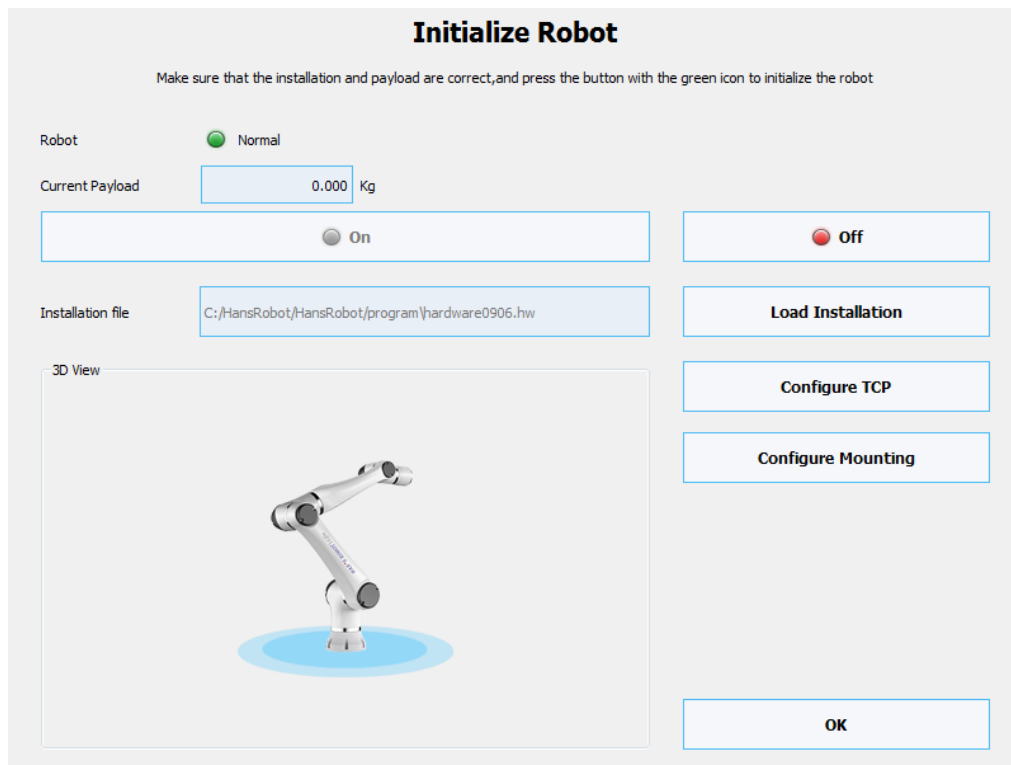 Initialize Robot
Make sure that the installation and payload are correct,and press the button with the green icon to initialize the robot
Robot
Normal
Current Payload
0.000 Kg
On
Off
Installation file
C:/HansRobot/HansRobot/program\hardware0906.hw
Load Installation
3D View
Configure TCP
Configure Mounting
OK